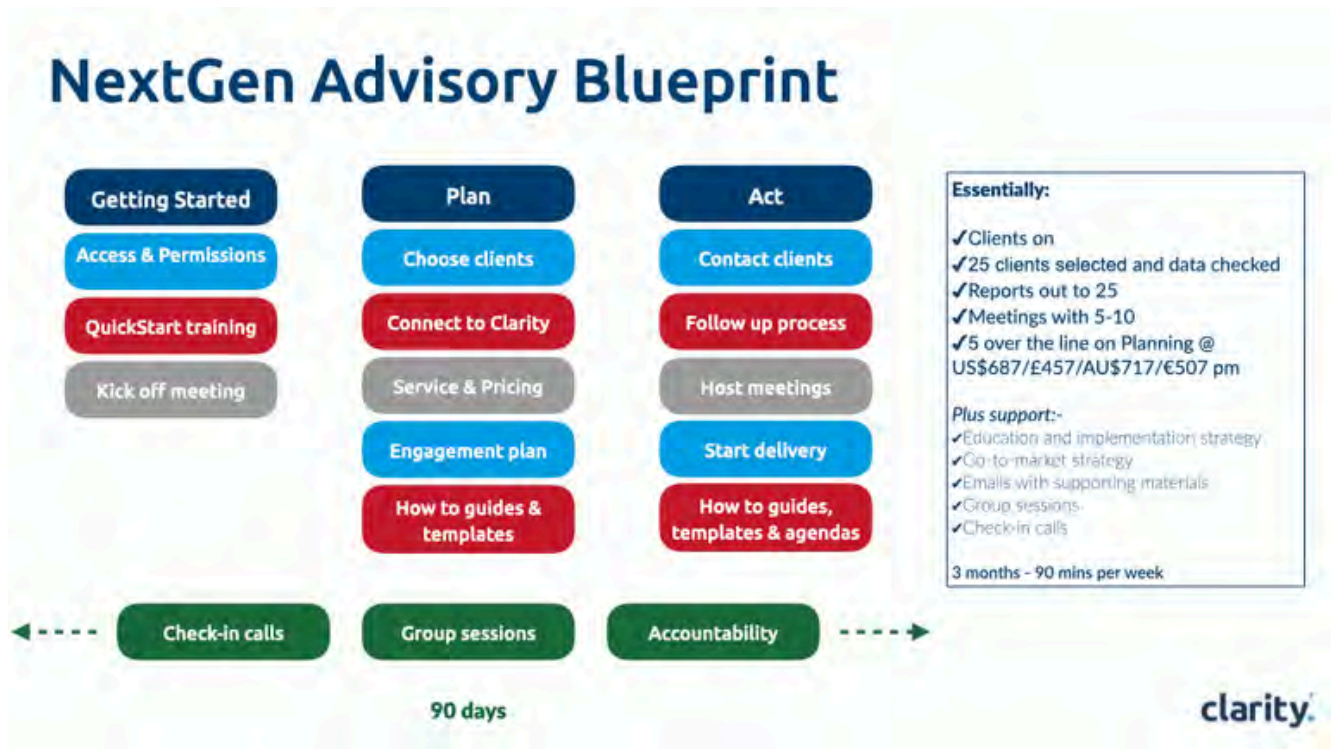 NextGen Advisory Blueprint
Getting Started
Access & Permissions
QuickStart training
Kick off meeting
Plan
Choose clients
Connect to Clarity
Service & Pricing
Engagement plan
How to guides &
templates
Act
Contact clients
Follow up process
Host meetings
Start delivery
How to guides,
templates & agendas
Essentially:
✓Clients on
✓25 clients selected and data checked
✓Reports out to 25
✓Meetings with 5-10
✓5 over the line on Planning @
US$687/£457/AU$717/€507 pm
Plus support:-
✓Education and implementation strategy
✓Go-to-market strategy
✓Emails with supporting materials
✓Group sessions
✓Check-in calls
3 months - 90 mins per week
Check-in calls
Group sessions
Accountability
90 days
clarity.